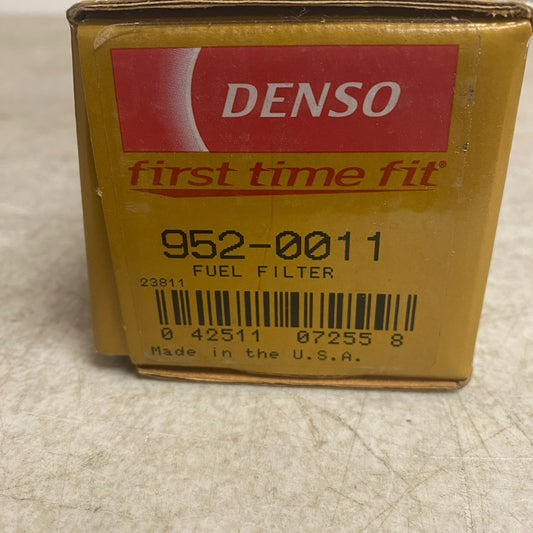 DENSO
first time fit®
952-0011
FUEL FILTER
23811
0 42511 07255 8
Made in the U.S.A.